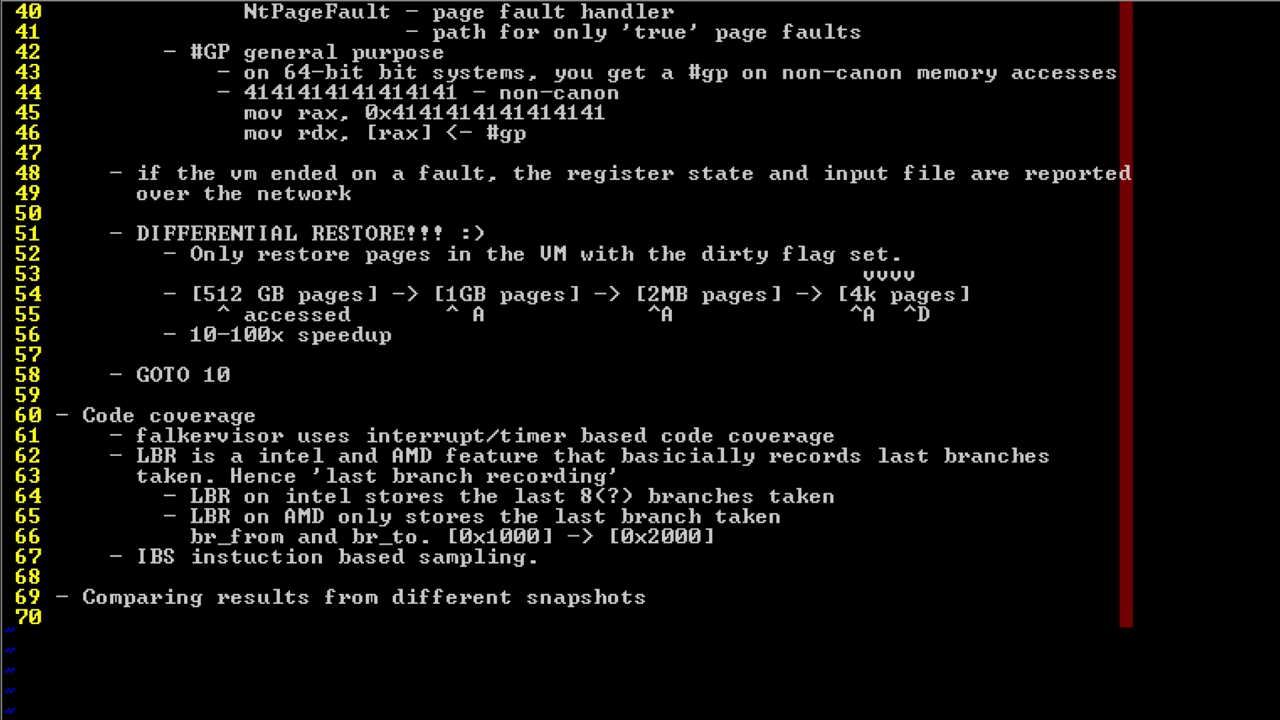 40 NtPageFault - page fault handler
41 - path for only 'true' page faults
42 - #GP general purpose
43 - on 64-bit bit systems, you get a #gp on non-canon memory accesses
44 - 4141414141414141 - non-canon
45 mov rax, 0x4141414141414141
46 mov rdx, [rax] <- #gp
47
48 - if the vm ended on a fault, the register state and input file are reported
49 over the network
50
51 - DIFFERENTIAL RESTORE!!! :)
52 - Only restore pages in the VM with the dirty flag set.
53 vvvv
54 - [512 GB pages] -> [1GB pages] -> [2MB pages] -> [4k pages]
55 ^ accessed ^ A ^A ^A ^D
56 - 10-100x speedup
57
58 - GOTO 10
59
60 - Code coverage
61 - falkervisor uses interrupt/timer based code coverage
62 - LBR is a intel and AMD feature that basicially records last branches
63 taken. Hence 'last branch recording'
64 - LBR on intel stores the last 8(?) branches taken
65 - LBR on AMD only stores the last branch taken
66 br_from and br_to. [0x1000] -> [0x2000]
67 - IBS instuction based sampling.
68
69 - Comparing results from different snapshots
70
~
~
~
~
~